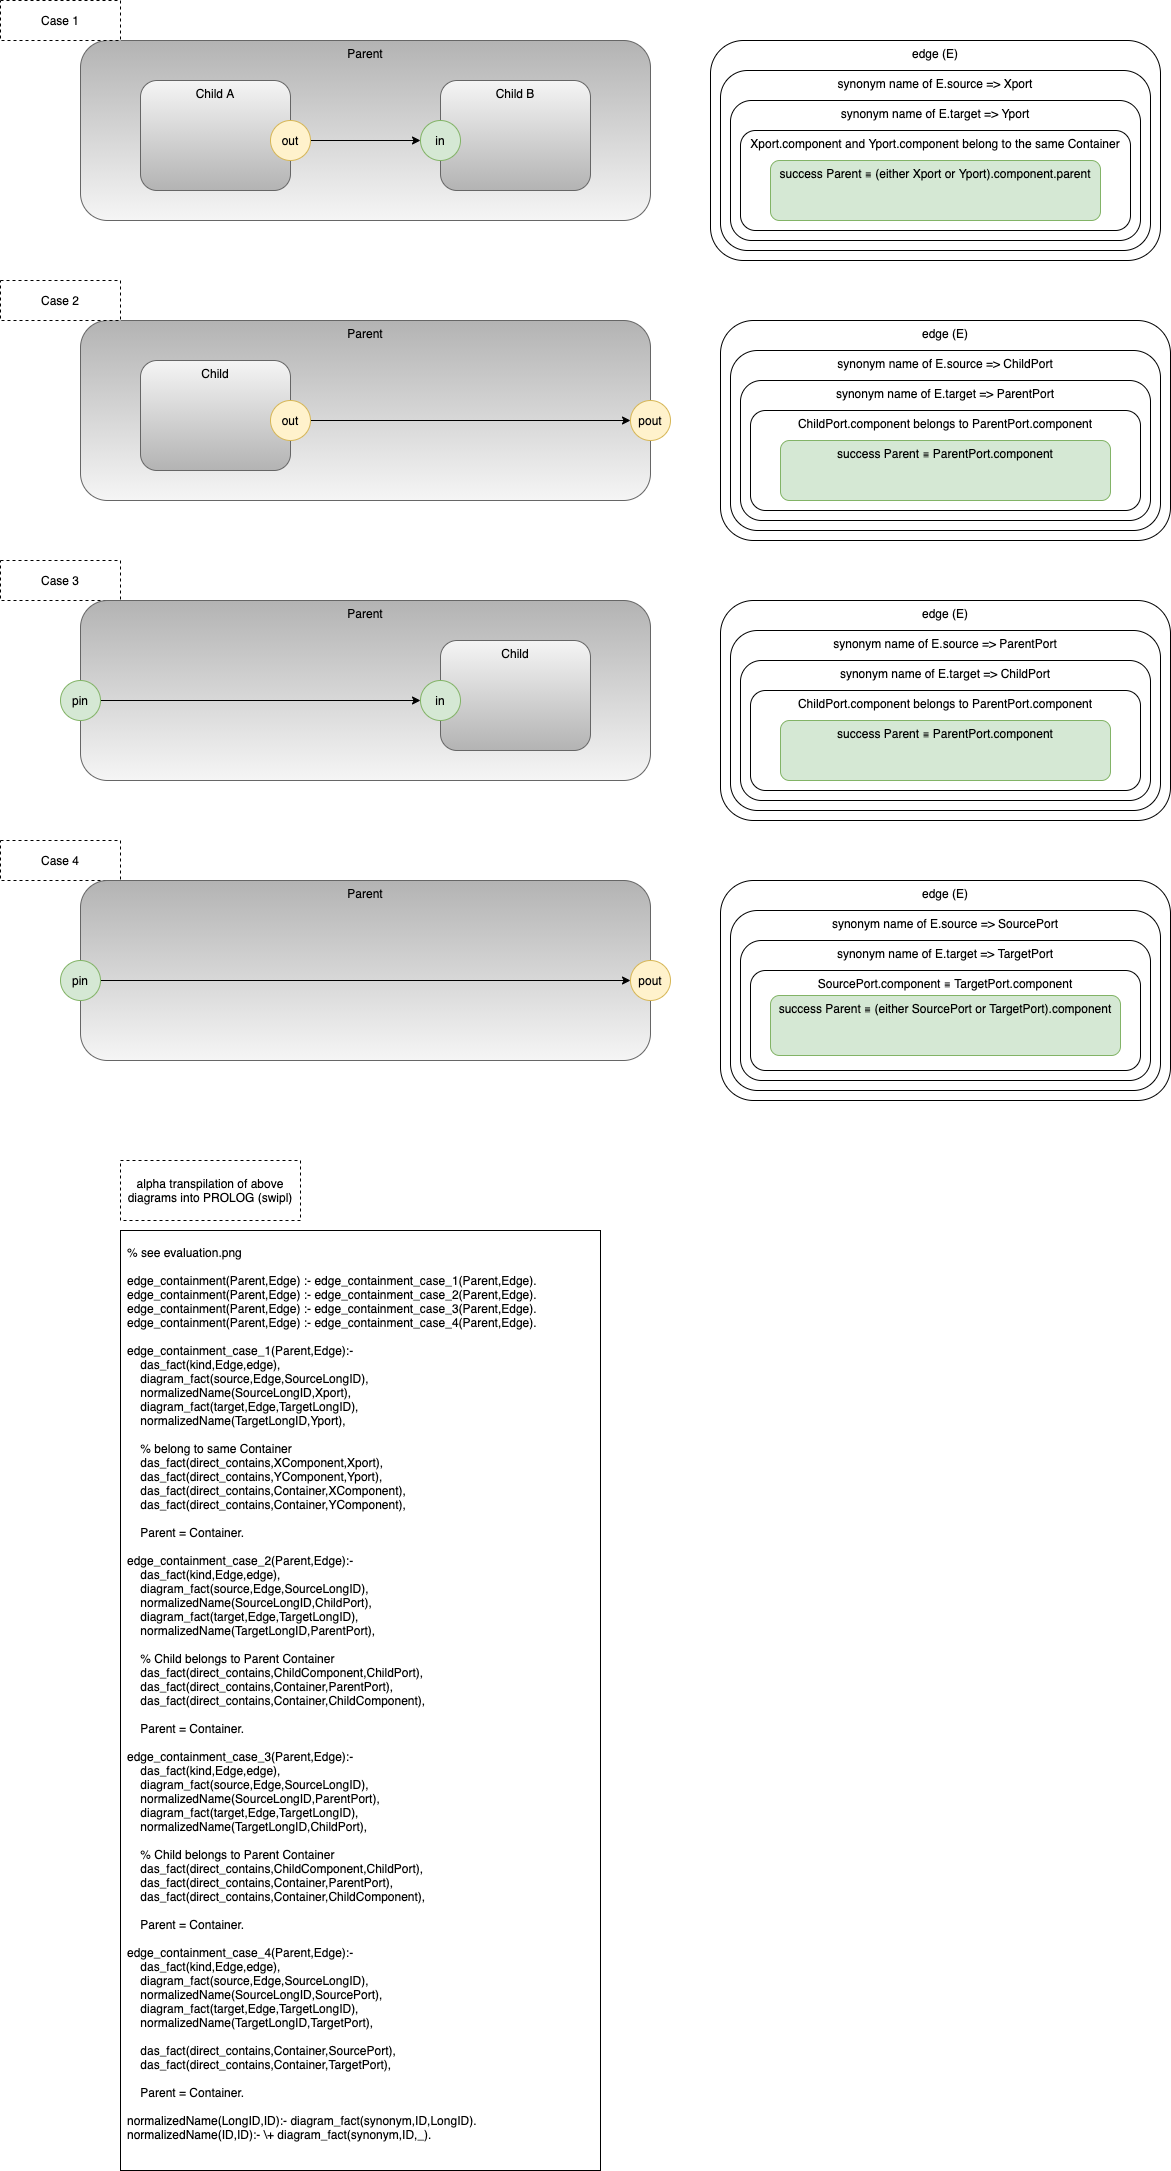 Case 1
Parent
Child A
Child B
out
in
edge (E)
synonym name of E.source => Xport
synonym name of E.target => Yport
Xport.component and Yport.component belong to the same Container
success Parent ≡ (either Xport or Yport).component.parent
Case 2
Parent
Child
out
pout
edge (E)
synonym name of E.source => ChildPort
synonym name of E.target => ParentPort
ChildPort.component belongs to ParentPort.component
success Parent ≡ ParentPort.component
Case 3
Parent
Child
pin
in
edge (E)
synonym name of E.source => ParentPort
synonym name of E.target => ChildPort
ChildPort.component belongs to ParentPort.component
success Parent ≡ ParentPort.component
Case 4
Parent
pin
pout
edge (E)
synonym name of E.source => SourcePort
synonym name of E.target => TargetPort
SourcePort.component ≡ TargetPort.component
success Parent ≡ (either SourcePort or TargetPort).component
alpha transpilation of above
diagrams into PROLOG (swipl)
% see evaluation.png
edge_containment(Parent,Edge) :- edge_containment_case_1(Parent,Edge).
edge_containment(Parent,Edge) :- edge_containment_case_2(Parent,Edge).
edge_containment(Parent,Edge) :- edge_containment_case_3(Parent,Edge).
edge_containment(Parent,Edge) :- edge_containment_case_4(Parent,Edge).
edge_containment_case_1(Parent,Edge):-
das_fact(kind,Edge,edge),
diagram_fact(source,Edge,SourceLongID),
normalizedName(SourceLongID,Xport),
diagram_fact(target,Edge,TargetLongID),
normalizedName(TargetLongID,Yport),
% belong to same Container
das_fact(direct_contains,XComponent,Xport),
das_fact(direct_contains,YComponent,Yport),
das_fact(direct_contains,Container,XComponent),
das_fact(direct_contains,Container,YComponent),
Parent = Container.
edge_containment_case_2(Parent,Edge):-
das_fact(kind,Edge,edge),
diagram_fact(source,Edge,SourceLongID),
normalizedName(SourceLongID,ChildPort),
diagram_fact(target,Edge,TargetLongID),
normalizedName(TargetLongID,ParentPort),
% Child belongs to Parent Container
das_fact(direct_contains,ChildComponent,ChildPort),
das_fact(direct_contains,Container,ParentPort),
das_fact(direct_contains,Container,ChildComponent),
Parent = Container.
edge_containment_case_3(Parent,Edge):-
das_fact(kind,Edge,edge),
diagram_fact(source,Edge,SourceLongID),
normalizedName(SourceLongID,ParentPort),
diagram_fact(target,Edge,TargetLongID),
normalizedName(TargetLongID,ChildPort),
% Child belongs to Parent Container
das_fact(direct_contains,ChildComponent,ChildPort),
das_fact(direct_contains,Container,ParentPort),
das_fact(direct_contains,Container,ChildComponent),
Parent = Container.
edge_containment_case_4(Parent,Edge):-
das_fact(kind,Edge,edge),
diagram_fact(source,Edge,SourceLongID),
normalizedName(SourceLongID,SourcePort),
diagram_fact(target,Edge,TargetLongID),
normalizedName(TargetLongID,TargetPort),
das_fact(direct_contains,Container,SourcePort),
das_fact(direct_contains,Container,TargetPort),
Parent = Container.
normalizedName(LongID,ID):- diagram_fact(synonym,ID,LongID).
normalizedName(ID,ID):- \+ diagram_fact(synonym,ID,_).